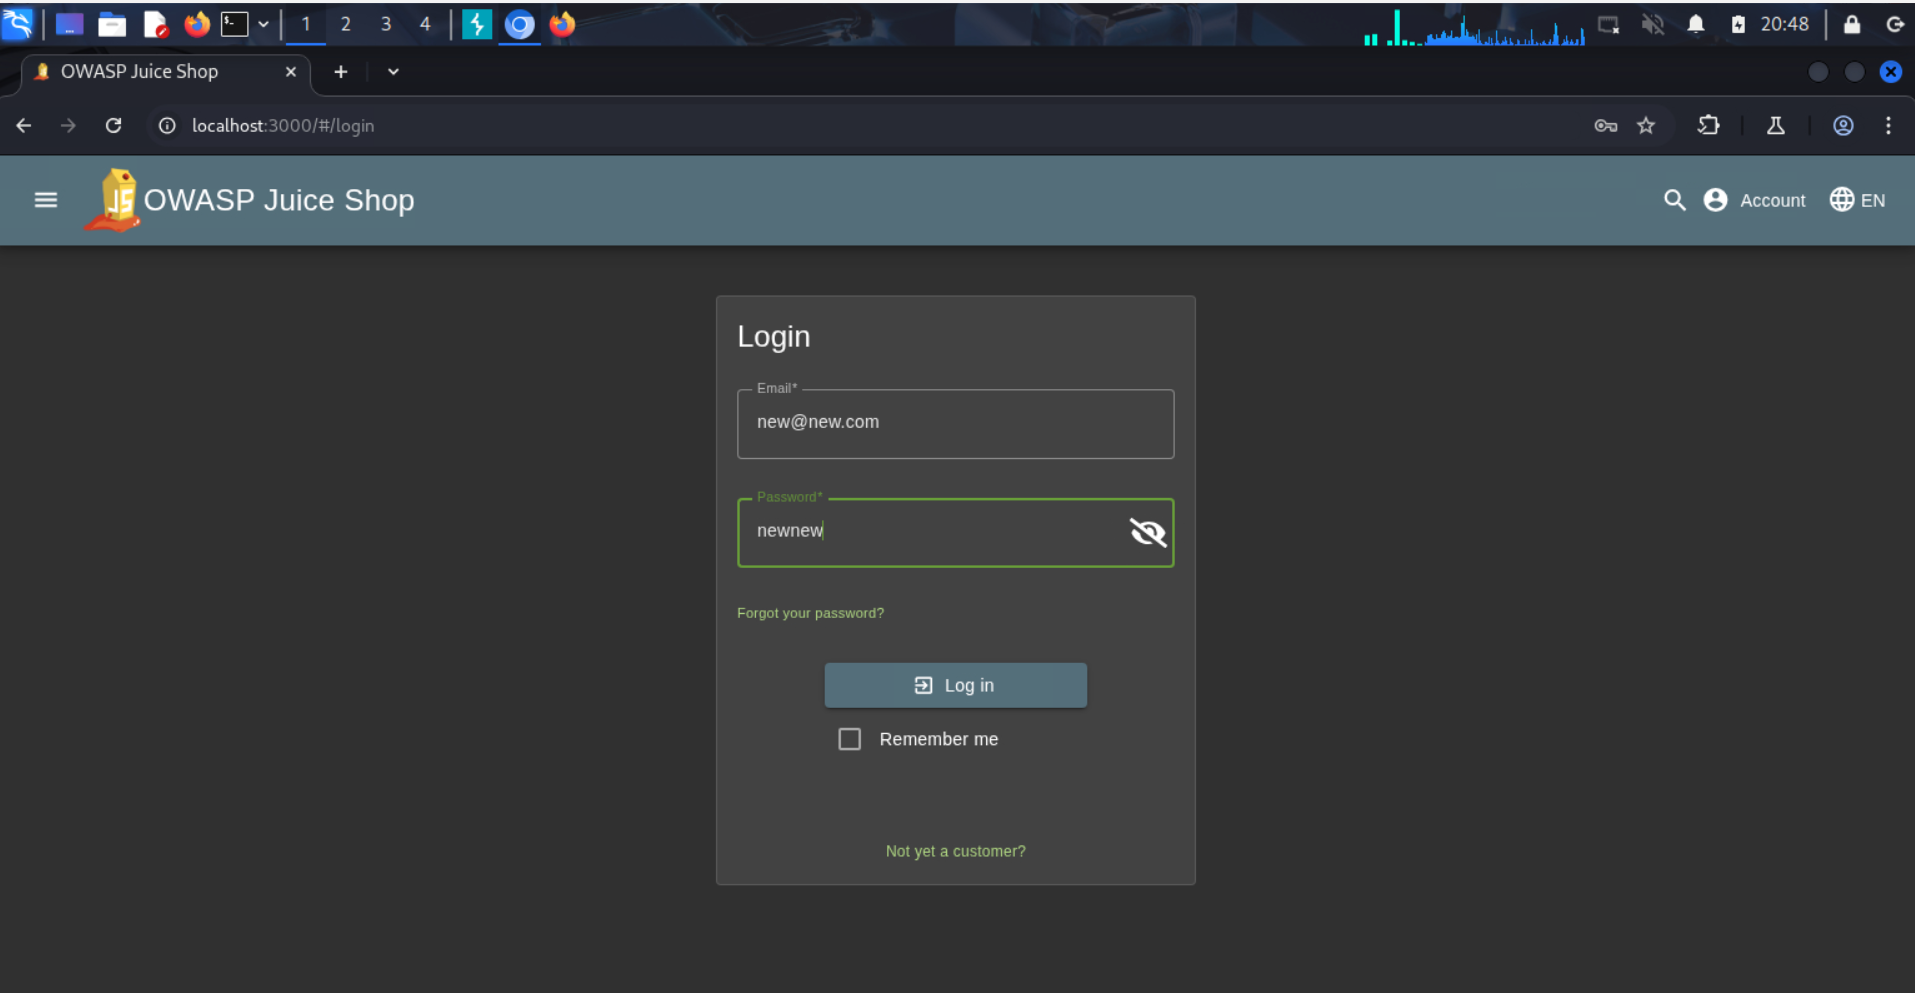 1 2 3 4 20:48
OWASP Juice Shop
localhost:3000/#/login
OWASP Juice Shop
Account EN
Login
Email*
new@new.com
Password*
newnew
Forgot your password?
Log in
Remember me
Not yet a customer?